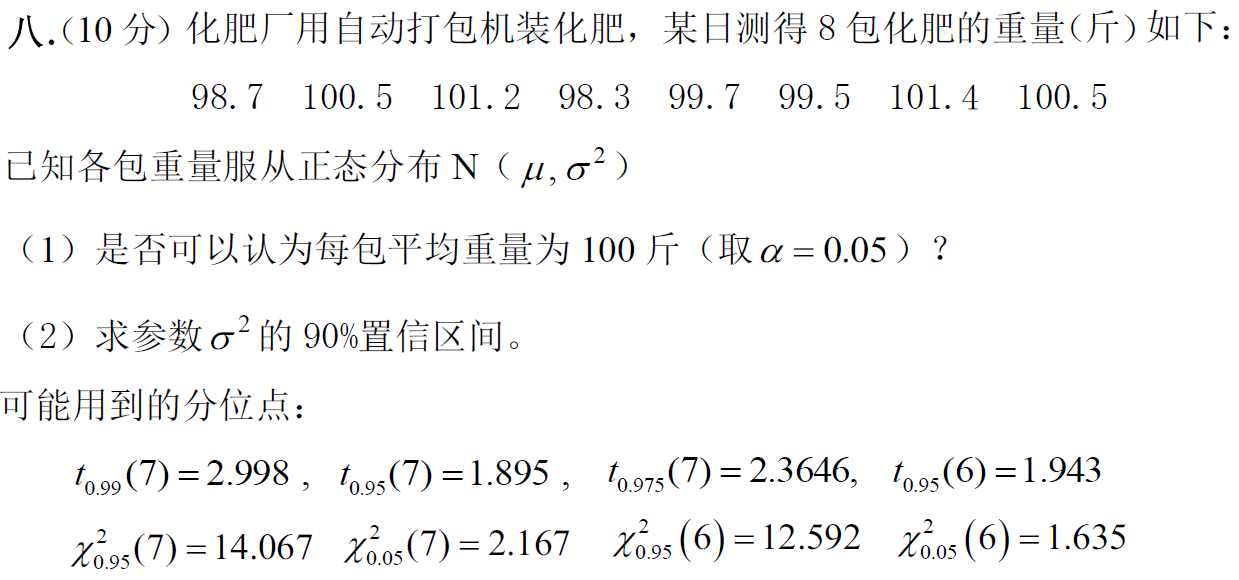 八.(10 分) 化肥厂用自动打包机装化肥，某日测得 8 包化肥的重量(斤) 如下：
98.7 100.5 101.2 98.3 99.7 99.5 101.4 100.5
已知各包重量服从正态分布 N（μ, σ²）
（1）是否可以认为每包平均重量为 100 斤（取 α = 0.05）？
（2）求参数 σ² 的 90%置信区间。
可能用到的分位点：
t₀.₉₉(7) = 2.998 , t₀.₉₅(7) = 1.895 , t₀.₉₇₅(7) = 2.3646, t₀.₉₅(6) = 1.943
χ²₀.₉₅(7) = 14.067 χ²₀.₀₅(7) = 2.167 χ²₀.₉₅(6) = 12.592 χ²₀.₀₅(6) = 1.635